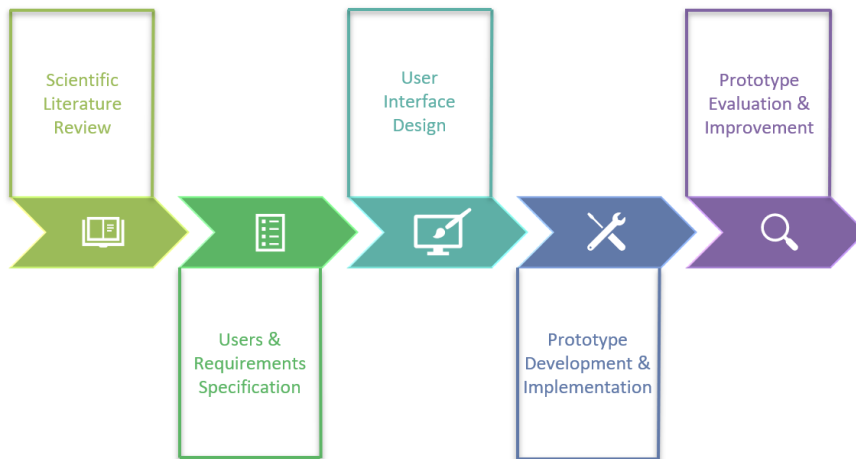 Scientific
Literature
Review
Users &
Requirements
Specification
User
Interface
Design
Prototype
Development &
Implementation
Prototype
Evaluation &
Improvement